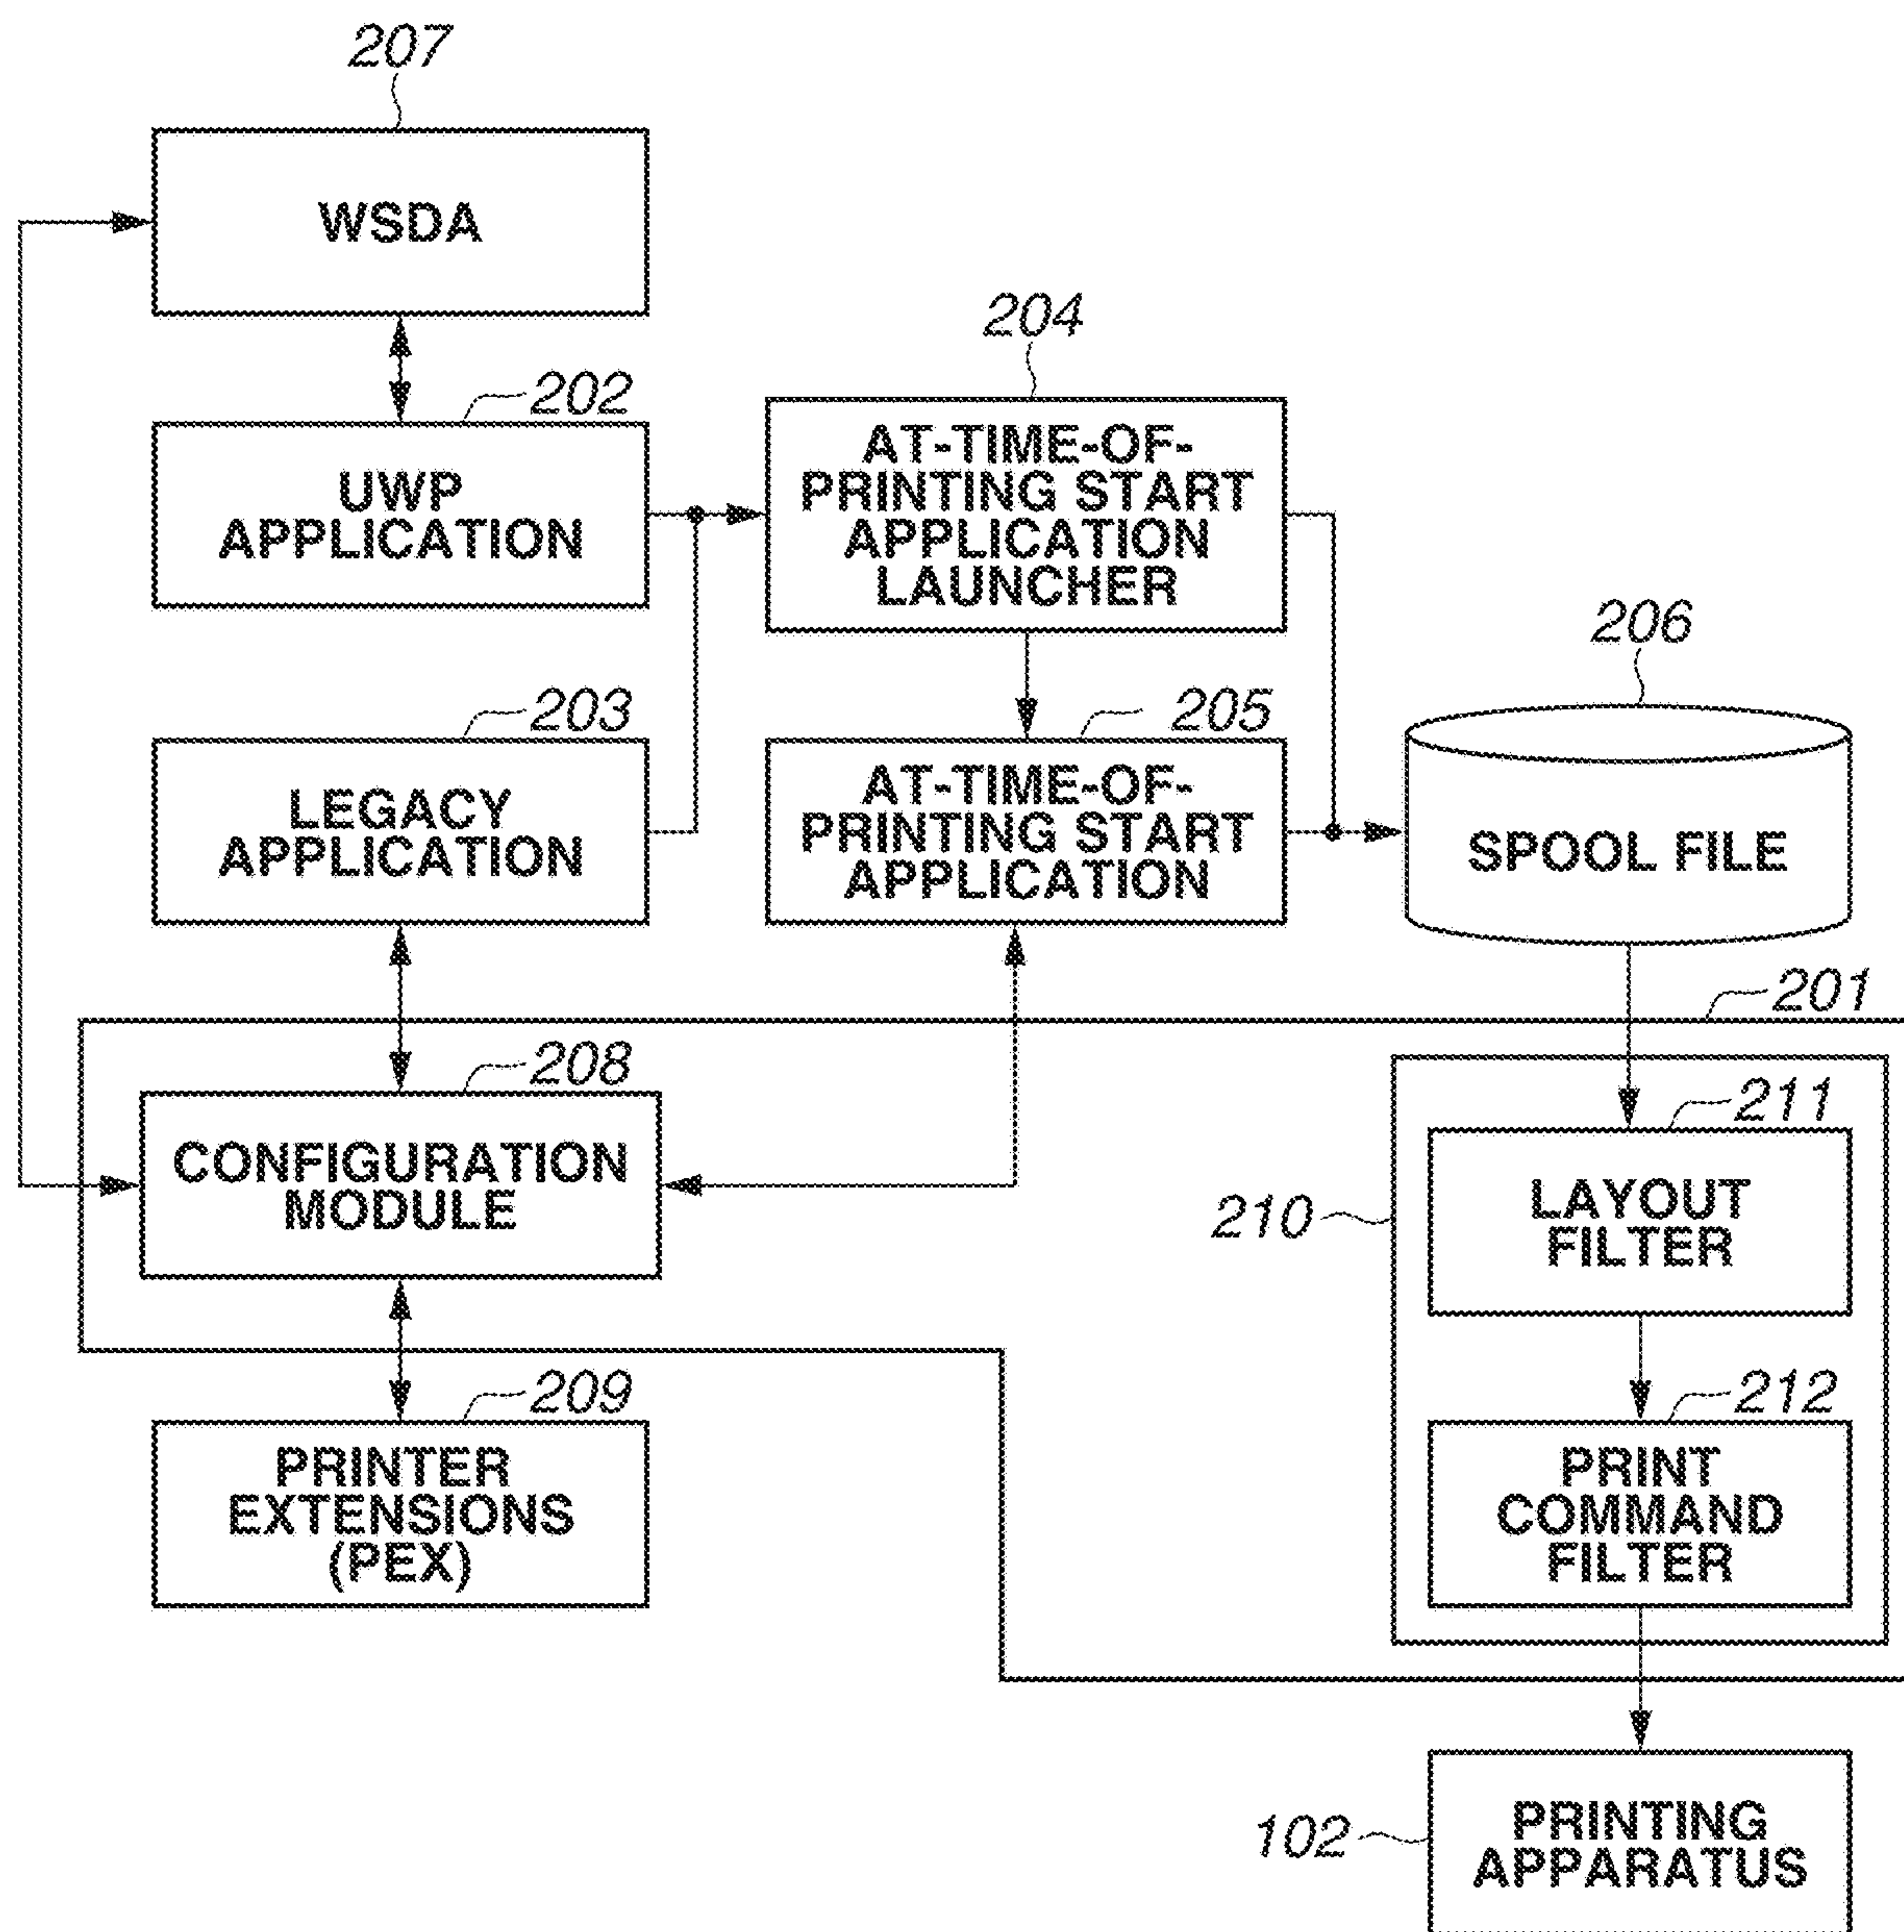 207
WSDA
202
UWP
APPLICATION
204
AT-TIME-OF-
PRINTING START
APPLICATION
LAUNCHER
203
LEGACY
APPLICATION
205
AT-TIME-OF-
PRINTING START
APPLICATION
206
SPOOL FILE
201
208
CONFIGURATION
MODULE
210
211
LAYOUT
FILTER
209
PRINTER
EXTENSIONS
(PEX)
212
PRINT
COMMAND
FILTER
102
PRINTING
APPARATUS